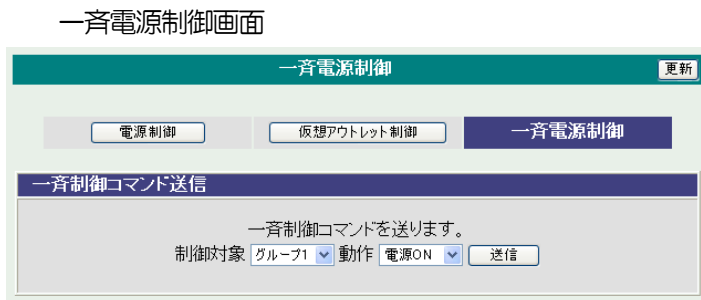 一斉電源制御画面
一斉電源制御 更新
電源制御 仮想アウトレット制御 一斉電源制御
一斉制御コマンド送信
一斉制御コマンドを送ります。
制御対象 グループ1 動作 電源ON 送信